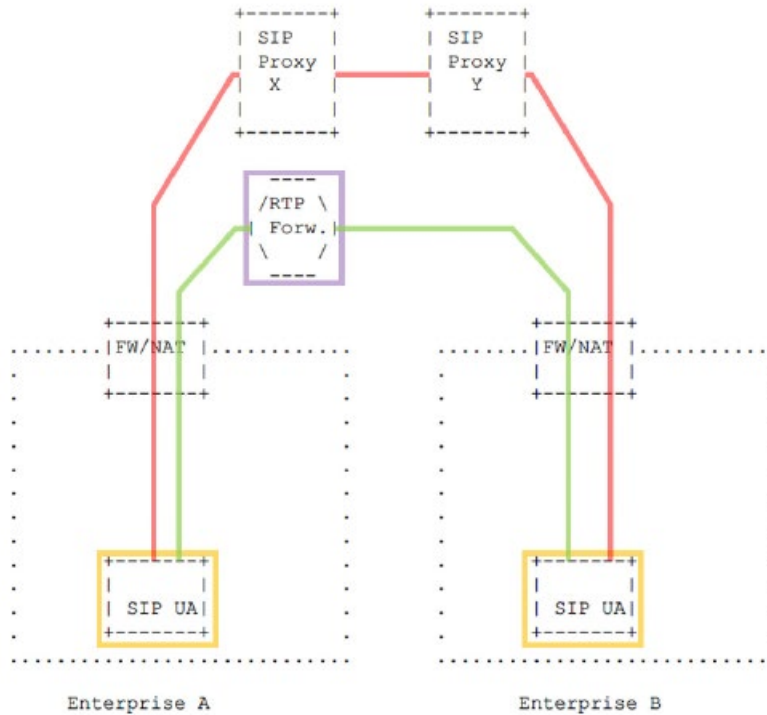 SIP
Proxy
X
SIP
Proxy
Y
RTP
Forw.
FW/NAT
FW/NAT
SIP UA
SIP UA
Enterprise A
Enterprise B